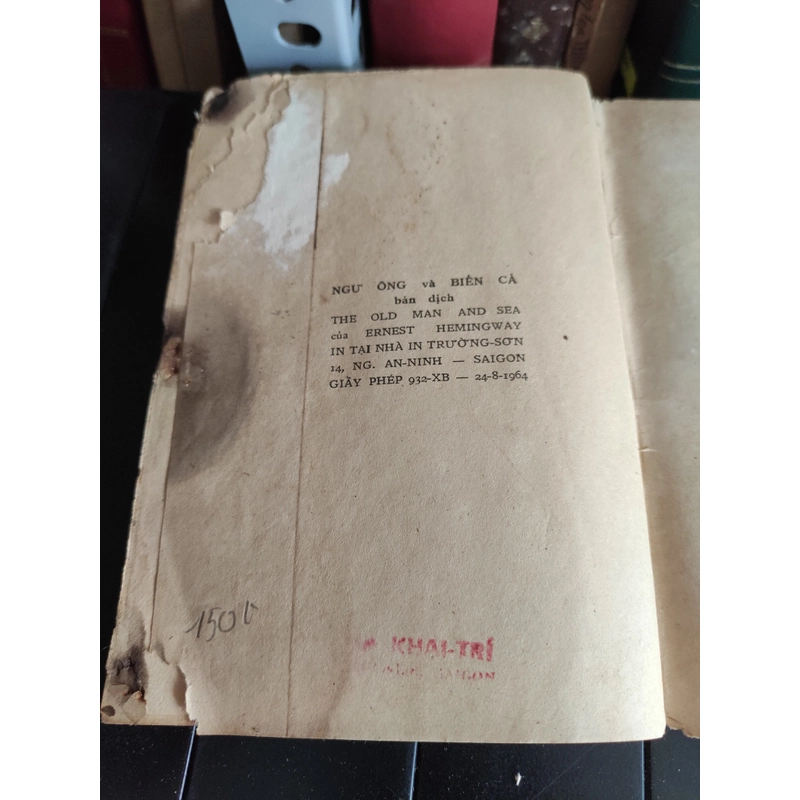 NGƯ ÔNG và BIỂN CẢ
bản dịch
THE OLD MAN AND SEA
của ERNEST HEMINGWAY
IN TẠI NHÀ IN TRƯỜNG-SƠN
14, NG. AN-NINH — SAIGON
GIẤY PHÉP 932-XB — 24-8-1964
KHAI-TRÍ
SAIGON